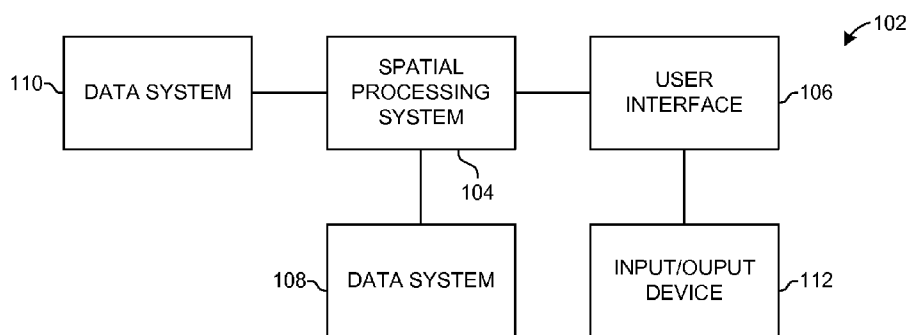 102
110
DATA SYSTEM
SPATIAL
PROCESSING
SYSTEM
USER
INTERFACE
106
104
108
DATA SYSTEM
INPUT/OUPUT
DEVICE
112